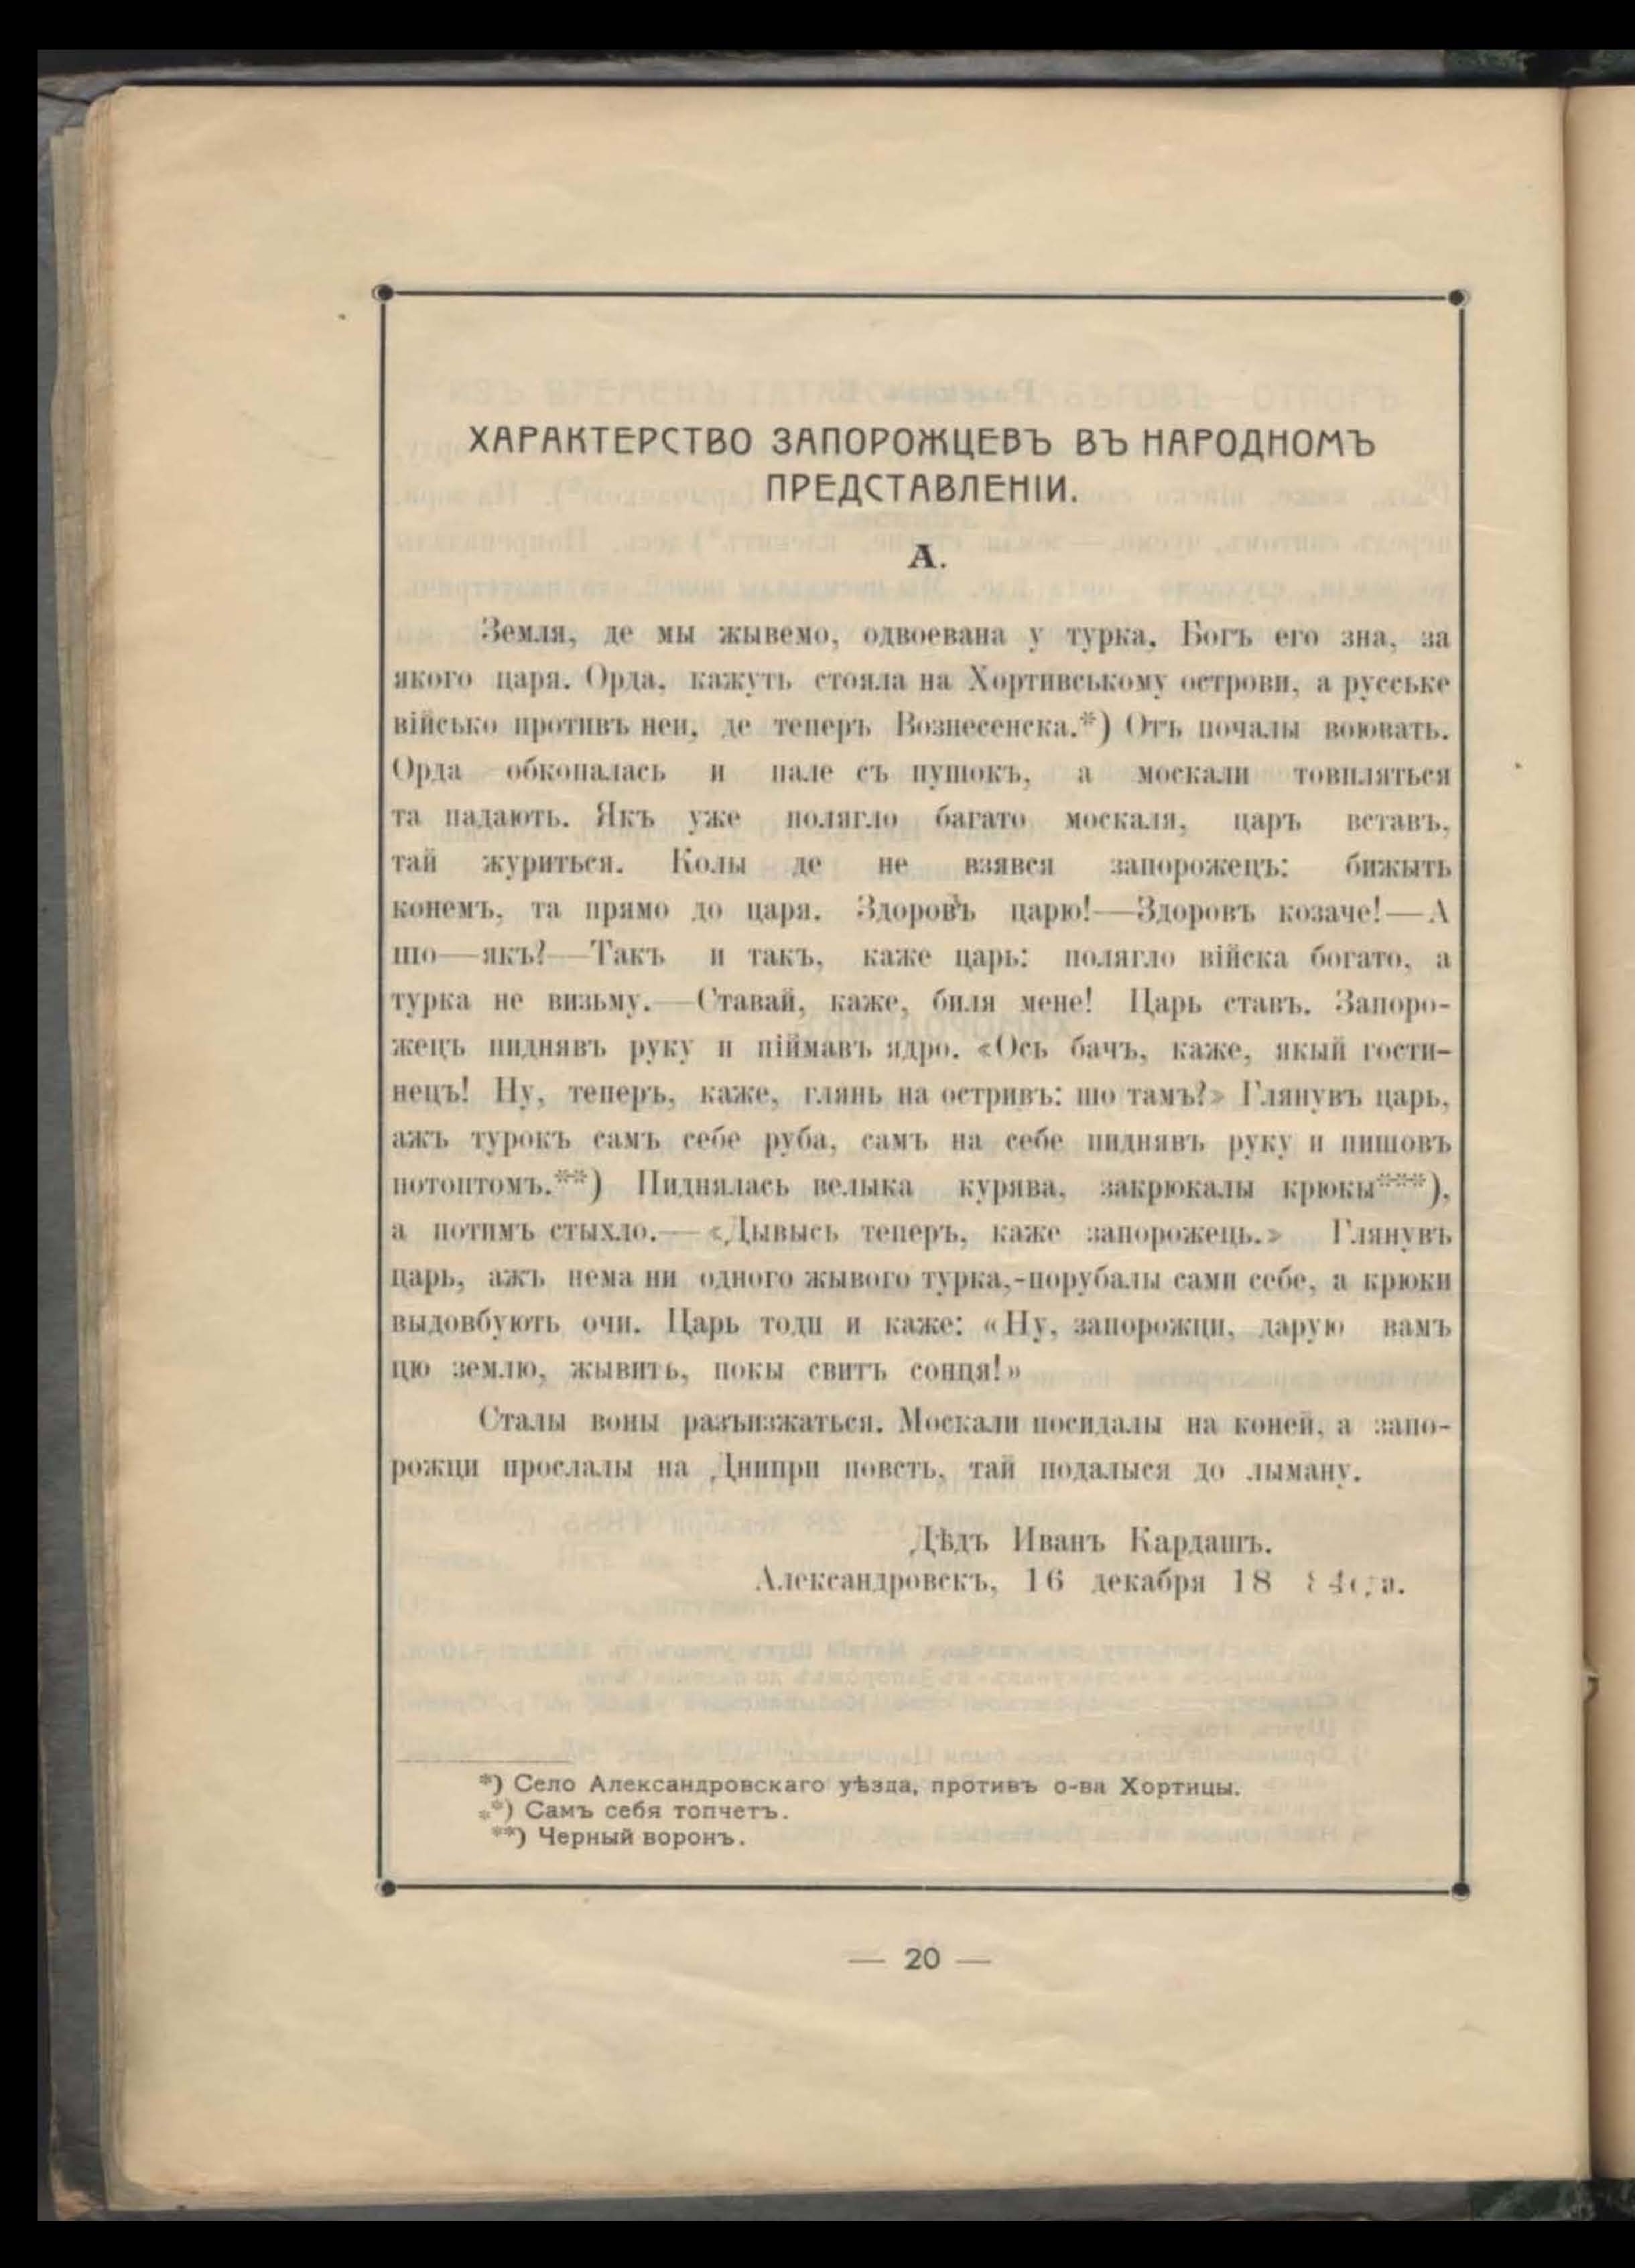 ХАРАКТЕРСТВО ЗАПОРОЖЦЕВЪ ВЪ НАРОДНОМЪ
ПРЕДСТАВЛЕНІИ.
А.
Земля, де мы жывемо, одвоевана у турка, Богъ его зна, за
якого царя. Орда, кажуть стояла на Хортивському острови, а русське
військо противъ неи, де теперъ Вознесенска.*) Отъ почалы воювать.
Орда обкопалась и пале съ пушокъ, а москали товпляться
та падають. Якъ уже полягло багато москаля, царъ вставъ,
тай журиться. Колы де не взявся запорожецъ: бижыть
конемъ, та прямо до царя. Здоровъ царю!—Здоровъ козаче!—А
шо—якъ?—Такъ и такъ, каже царь: полягло війска богато, а
турка не визьму.—Ставай, каже, биля мене! Царь ставъ. Запоро-
жецъ пиднявъ руку и піймавъ ядро. «Ось бачъ, каже, якый гости-
нецъ! Ну, теперъ, каже, глянь на остривъ: шо тамъ?» Глянувъ царь,
ажъ турокъ самъ себе руба, самъ на себе пиднявъ руку и пишовъ
потоптомъ.**) Пиднялась велыка курява, закрюкалы крюкы***),
а потимъ стыхло.—«Дывысь теперъ, каже запорожець.» Глянувъ
царь, ажъ нема ни одного жывого турка,-порубалы сами себе, а крюки
выдовбують очи. Царь тоди и каже: «Ну, запорожци, дарую вамъ
цю землю, жывить, покы свитъ сонця!»
Сталы воны разъизжаться. Москали посидалы на коней, а запо-
рожци прослалы на Днипри повсть, тай подалыся до лыману.
Дѣдъ Иванъ Кардашъ.
Александровскъ, 16 декабря 18 84
*) Село Александровскаго уѣзда, противъ о-ва Хортицы.
**) Самъ себя топчетъ.
**) Черный воронъ.
— 20 —